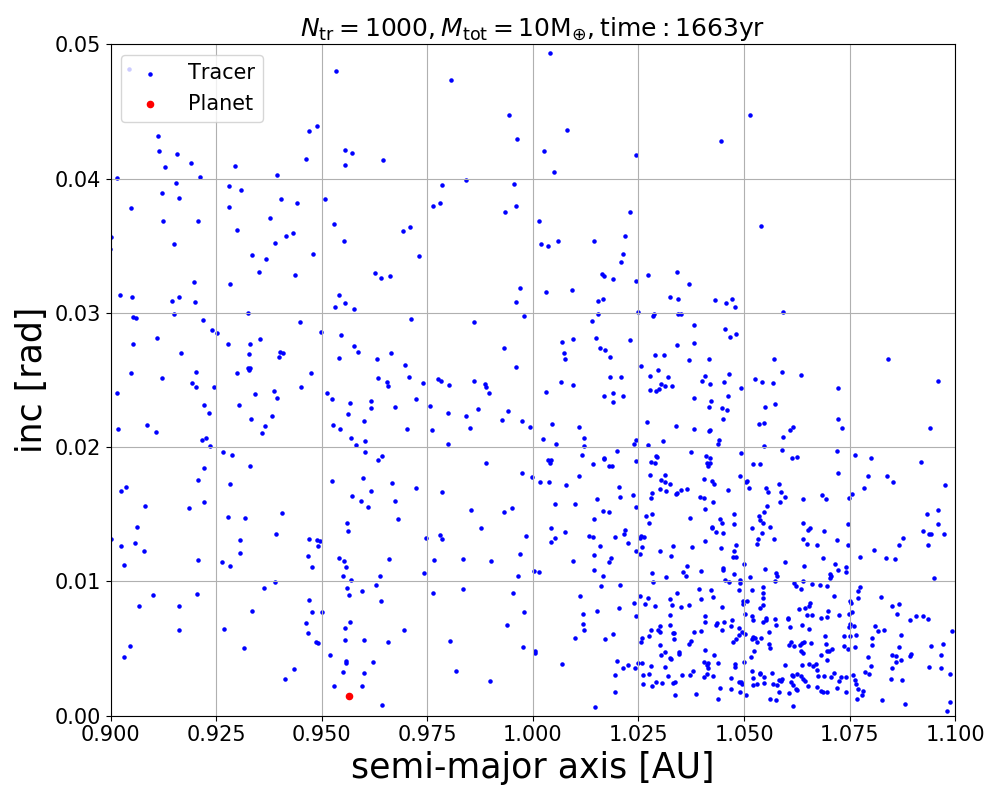 N_tr = 1000, M_tot = 10M_⊕, time : 1663yr
Tracer
Planet
0.05
0.04
0.03
0.02
0.01
0.00
inc [rad]
0.900 0.925 0.950 0.975 1.000 1.025 1.050 1.075 1.100
semi-major axis [AU]